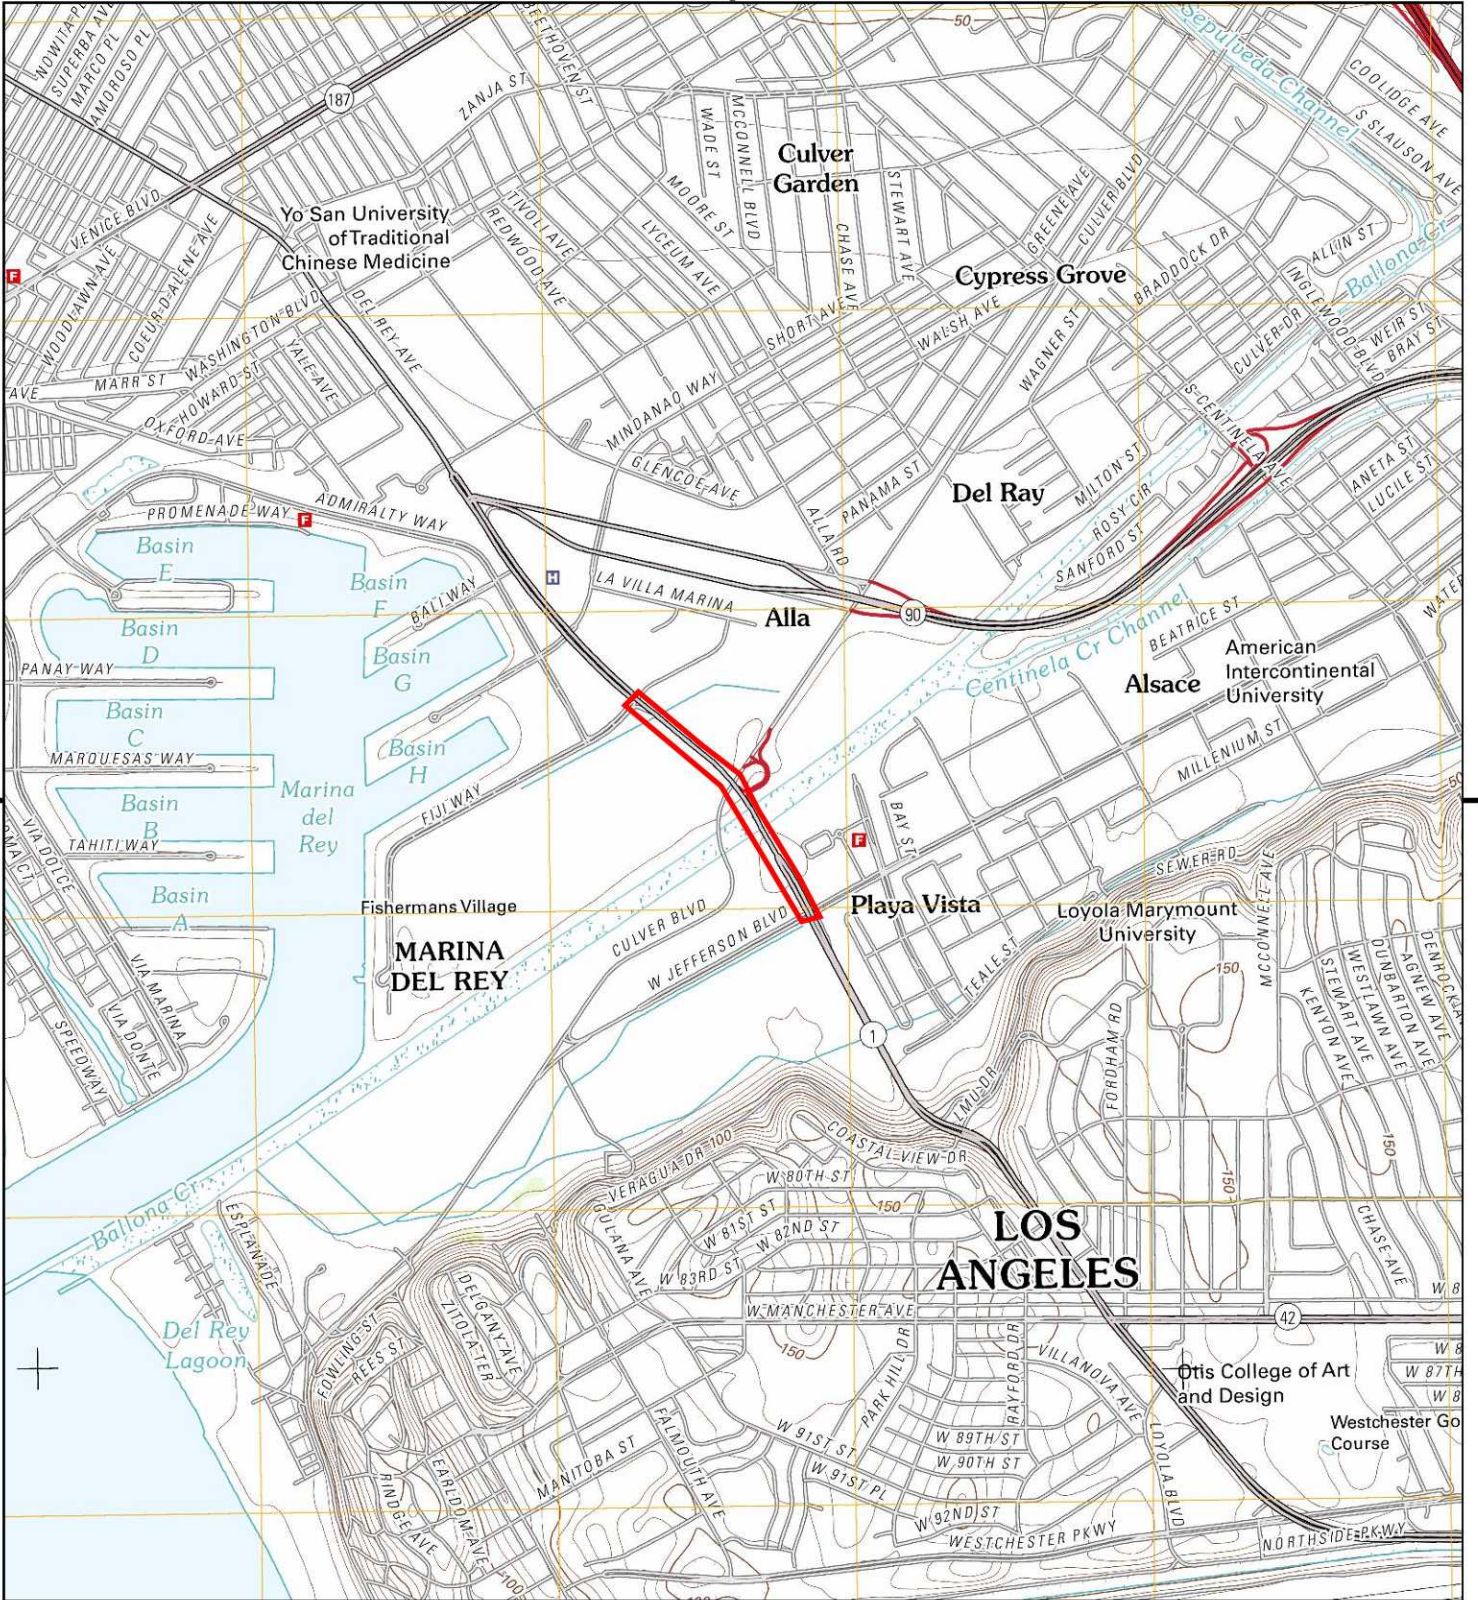 50
NOWITA PL
SUPERBA AVE
MARCO PL
AMOROSO PL
BEETHOVEN ST
Sepulveda Channel
COOLIDGE AVE
S SLAUSON AVE
187
ZANJA ST
WADE ST
MCCONNELL BLVD
Culver
Garden
MOORE ST
STEWART AVE
GREENE AVE
CULVER BLVD
VENICE BLVD
Yo San University
of Traditional
Chinese Medicine
TIVOLI AVE
REDWOOD AVE
LYCEUM AVE
CHASE AVE
BRADDOCK DR
ALLIN ST
Ballona Cr
F
WOODLAWN AVE
COEUR D ALENE AVE
Cypress Grove
INGLEWOOD BLVD
WASHINGTON BLVD
DEL REY AVE
SHORT AVE
WALSH AVE
WAGNER ST
CULVER DR
WEIR ST
BRAY ST
AVE
MARR ST
HOWARD ST
YALE AVE
MINDANAO WAY
S CENTINELA AVE
OXFORD AVE
GLENCOE AVE
PANAMA ST
Del Ray
MILTON ST
ROSY CIR
ANETA ST
LUCILE ST
PROMENADE WAY
F
ADMIRALTY WAY
ALLA RD
SANFORD ST
Basin
E
Basin
F
H
LA VILLA MARINA
BALI WAY
Alla
90
Centinela Cr Channel
BEATRICE ST
WATER
Basin
D
Basin
G
American
Intercontinental
University
Alsace
PANAY WAY
Basin
C
Basin
H
MILLENIUM ST
MARQUESAS WAY
Marina
del
Rey
FIJI WAY
BAY ST
50
Basin
B
VIA DOLCE
TAHITI WAY
F
SEWER RD
MCCONNELL AVE
Basin
A
Fishermans Village
CULVER BLVD
W JEFFERSON BLVD
Playa Vista
Loyola Marymount
University
MARINA
DEL REY
TEALE ST
150
STEWART AVE
WESTLAWN AVE
DUNBARTON AVE
AGNEW AVE
KENYON AVE
VIA MARINA
VIA DONTE
SPEEDWAY
1
LMU DR
FORDHAM RD
VERAGUA DR
100
COASTAL VIEW DR
150
W 80TH ST
150
150
Ballona Cr
ESPLANADE
GULANA AVE
W 81ST ST
W 82ND ST
W 83RD ST
LOS
ANGELES
CHASE AVE
W 8
Del Rey
Lagoon
DELGANY AVE
ZITOLA TER
W MANCHESTER AVE
42
FOWLING ST
REES ST
150
PARK HILL DR
RAYFORD DR
VILLANOVA AVE
Otis College of Art
and Design
W 8
W 87TH
W 8
Westchester Go
Course
FALMOUTH AVE
W 91ST ST
W 89TH ST
W 90TH ST
LOYOLA BLVD
MANITOBA ST
W 91ST PL
RINDGE AVE
EARLDOM AVE
W 92ND ST
WESTCHESTER PKWY
NORTHSIDE PKWY
100